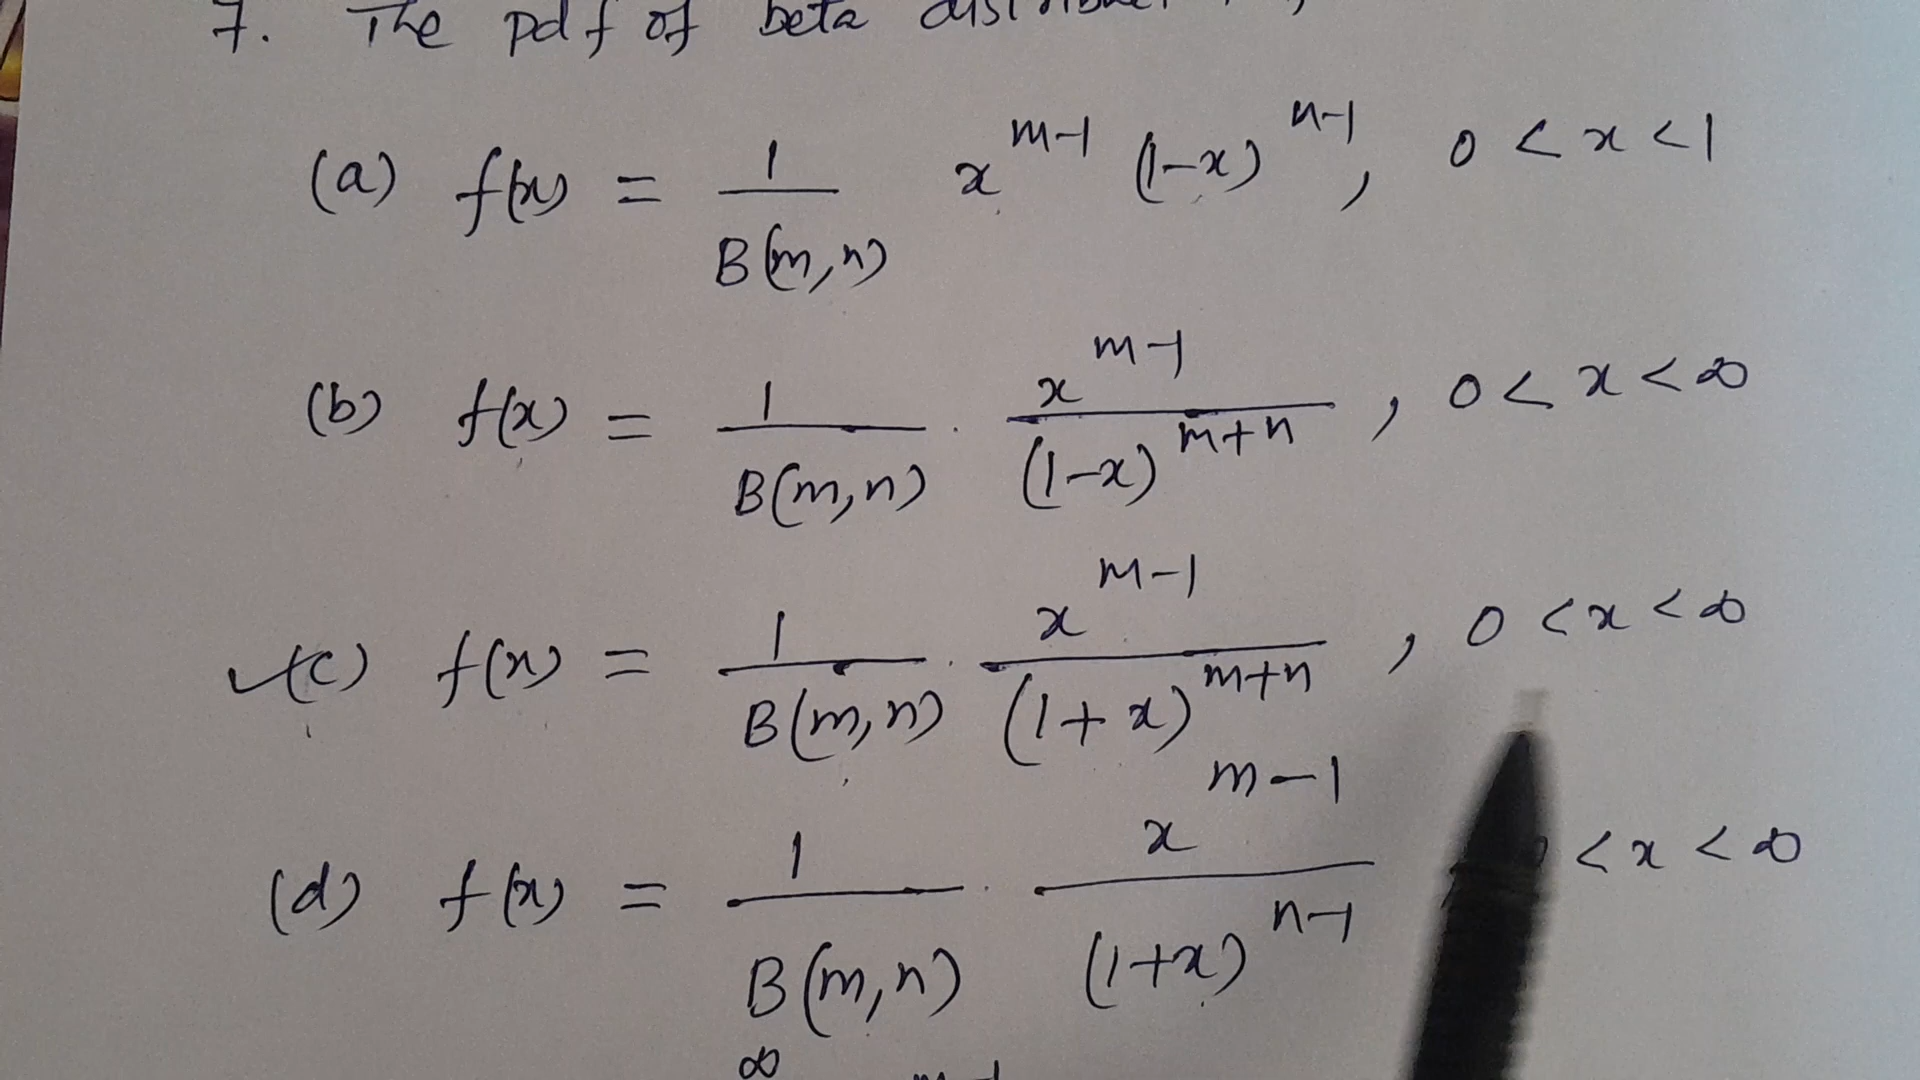 7. The pdf of beta
(a) f(x) = 1/B(m,n) x^(m-1) (1-x)^(n-1), 0 < x < 1
(b) f(x) = 1/B(m,n) · x^(m-1)/(1-x)^(m+n), 0 < x < ∞
✓(c) f(x) = 1/B(m,n) · x^(m-1)/(1+x)^(m+n), 0 < x < ∞
(d) f(x) = 1/B(m,n) · x^(m-1)/(1+x)^(n-1) < x < ∞
∞